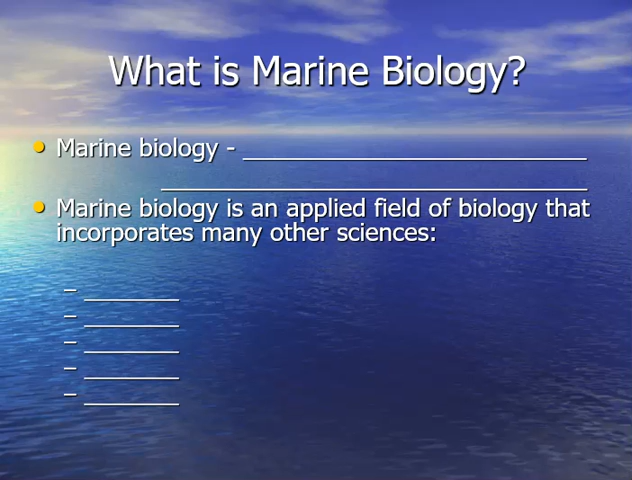 What is Marine Biology?
• Marine biology - ____________________________
___________________________________
• Marine biology is an applied field of biology that
incorporates many other sciences:
– ________
– ________
– ________
– ________
– ________